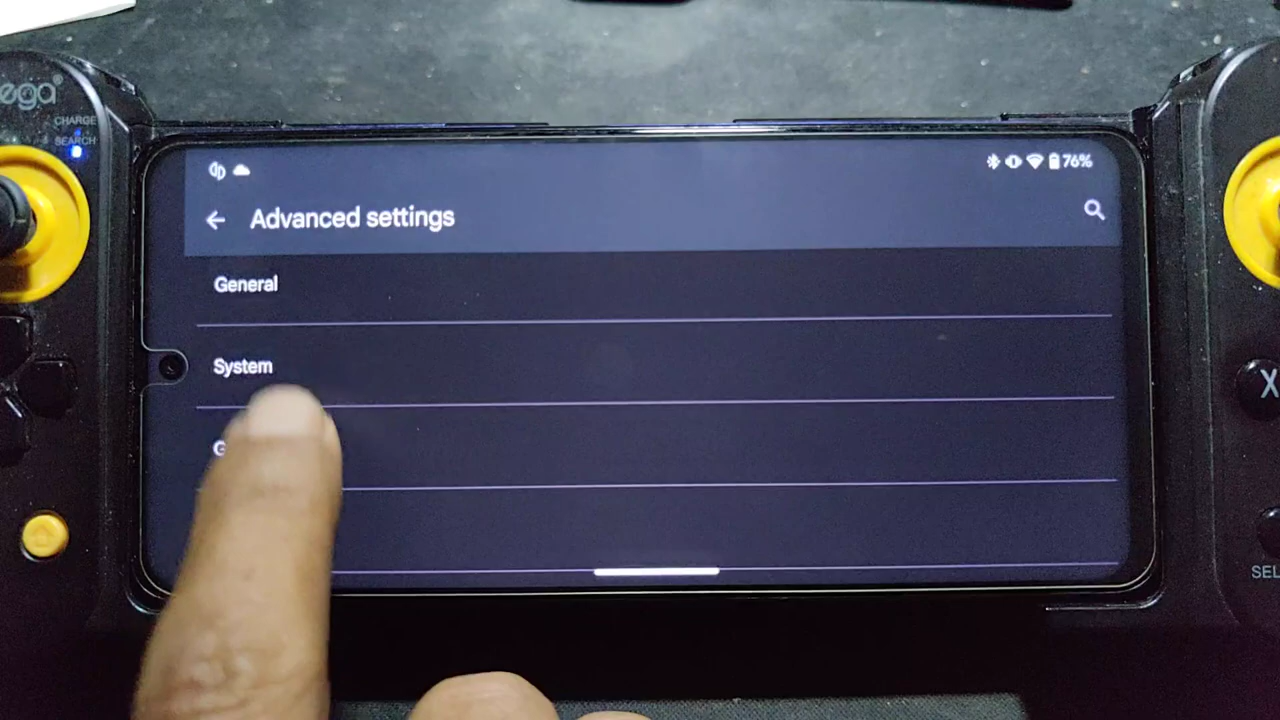 ega
CHARGE
SEARCH
76%
Advanced settings
General
System
G
X
SEL